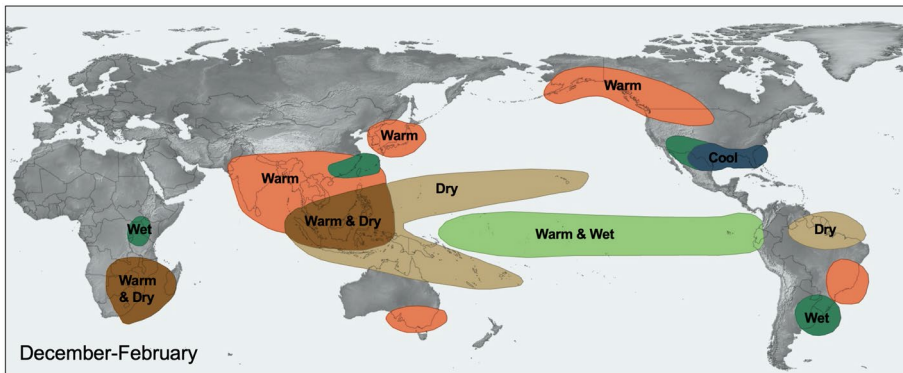 Warm
Warm
Cool
Warm
Dry
Warm & Dry
Wet
Warm & Wet
Dry
Warm
& Dry
Wet
December-February